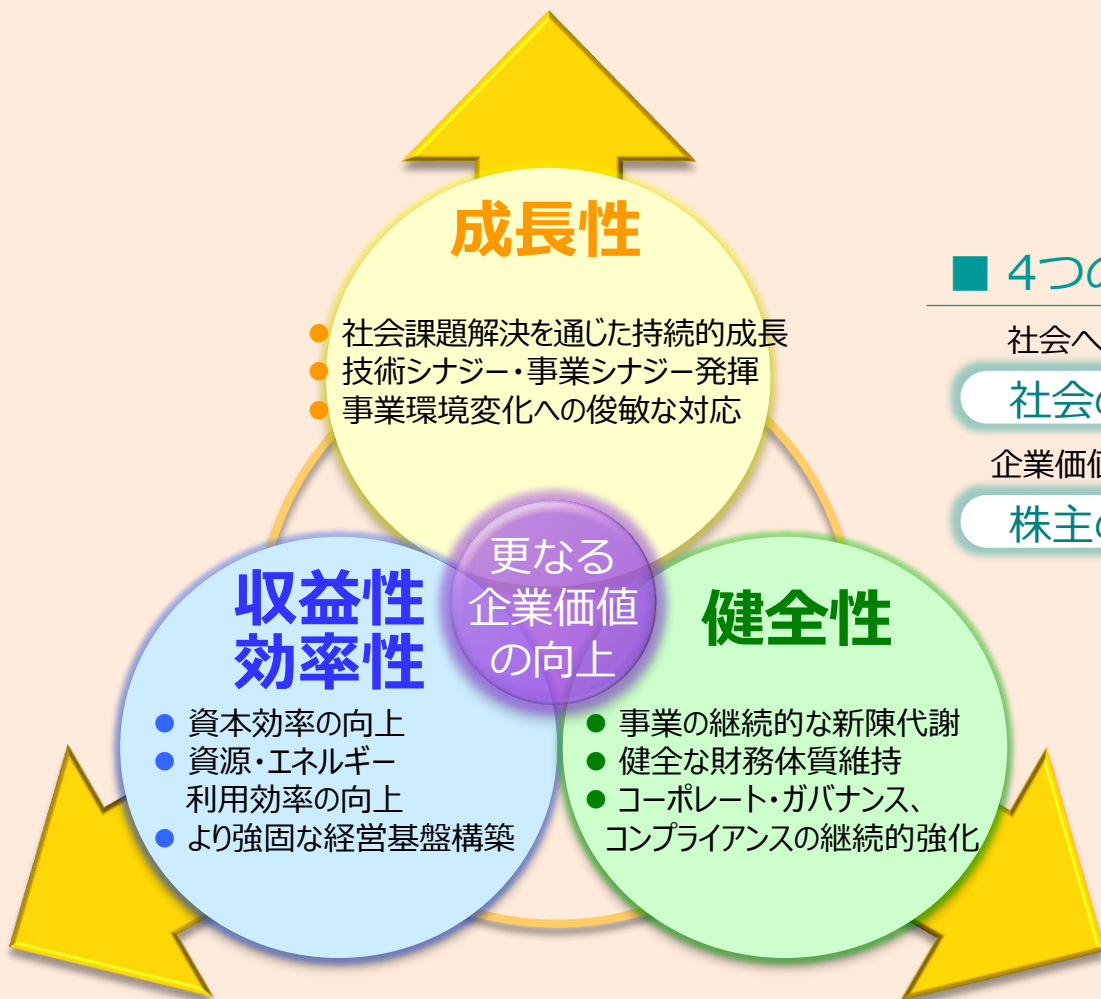 成長性
● 社会課題解決を通じた持続的成長
● 技術シナジー・事業シナジー発揮
● 事業環境変化への俊敏な対応
更なる
企業価値
の向上
収益性
効率性
● 資本効率の向上
● 資源・エネルギー
利用効率の向上
● より強固な経営基盤構築
健全性
● 事業の継続的な新陳代謝
● 健全な財務体質維持
● コーポレート・ガバナンス、
コンプライアンスの継続的強化
■ 4つの
社会へ
社会の
企業価値
株主の